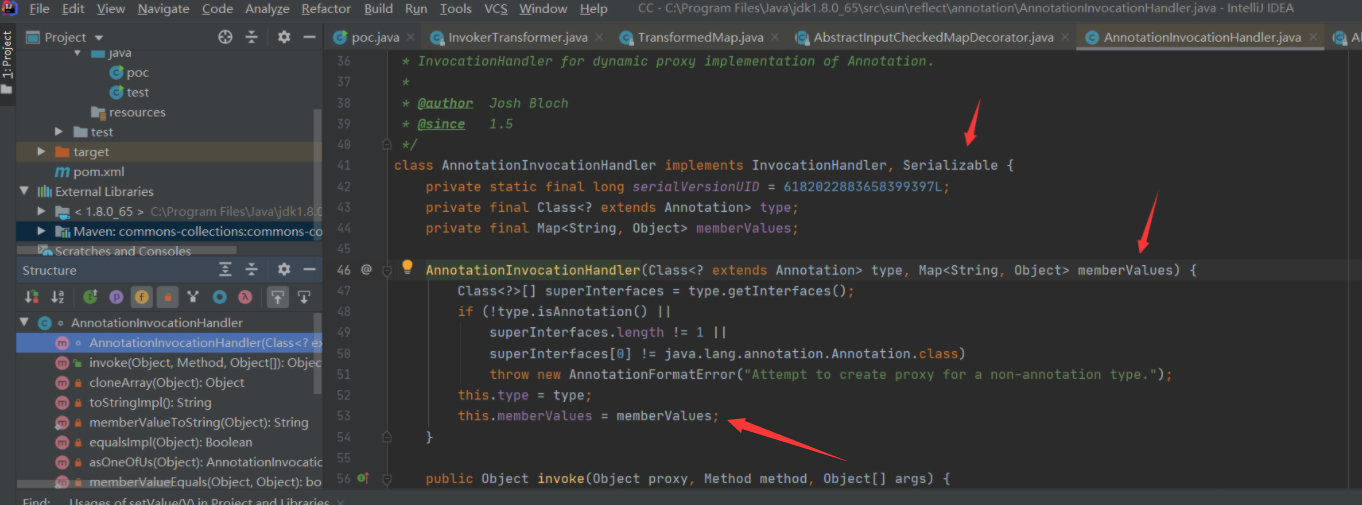 File Edit View Navigate Code Analyze Refactor Build Run Tools VCS Window Help CC - C:\Program Files\Java\jdk1.8.0_65\src\sun\reflect\annotation\AnnotationInvocationHandler.java - IntelliJ IDEA
1: Project
Project
poc.java
InvokerTransformer.java
TransformedMap.java
AbstractInputCheckedMapDecorator.java
AnnotationInvocationHandler.java
java
poc
test
resources
test
target
pom.xml
External Libraries
< 1.8.0_65 > C:\Program Files\Java\jdk1.8.0
Maven: commons-collections:commons-co
Scratches and Consoles
Structure
AnnotationInvocationHandler
AnnotationInvocationHandler(Class<? ex
invoke(Object, Method, Object[]): Objec
cloneArray(Object): Object
toStringImpl(): String
memberValueToString(Object): String
equalsImpl(Object): Boolean
asOneOfUs(Object): AnnotationInvocatio
memberValueEquals(Object, Object): bo
36 * InvocationHandler for dynamic proxy implementation of Annotation.
37 *
38 * @author Josh Bloch
39 * @since 1.5
40 */
41 class AnnotationInvocationHandler implements InvocationHandler, Serializable {
42 private static final long serialVersionUID = 6182022883658399397L;
43 private final Class<? extends Annotation> type;
44 private final Map<String, Object> memberValues;
45
46 @ AnnotationInvocationHandler(Class<? extends Annotation> type, Map<String, Object> memberValues) {
47 Class<?>[] superInterfaces = type.getInterfaces();
48 if (!type.isAnnotation() ||
49 superInterfaces.length != 1 ||
50 superInterfaces[0] != java.lang.annotation.Annotation.class)
51 throw new AnnotationFormatError("Attempt to create proxy for a non-annotation type.");
52 this.type = type;
53 this.memberValues = memberValues;
54 }
55
56 public Object invoke(Object proxy, Method method, Object[] args) {
Find: Usages of setValue(V) in Project and Libraries